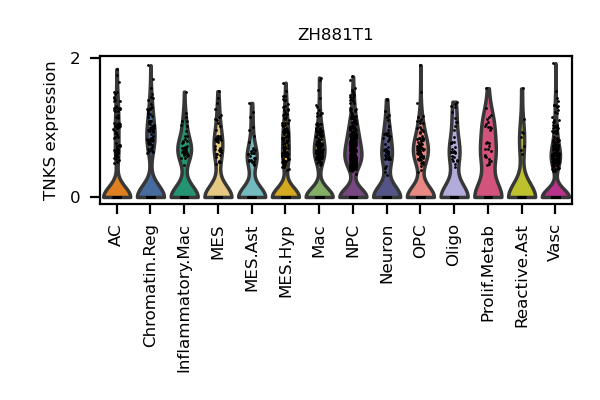 ZH881T1
TNKS expression
2
0
AC
Chromatin.Reg
Inflammatory.Mac
MES
MES.Ast
MES.Hyp
Mac
NPC
Neuron
OPC
Oligo
Prolif.Metab
Reactive.Ast
Vasc